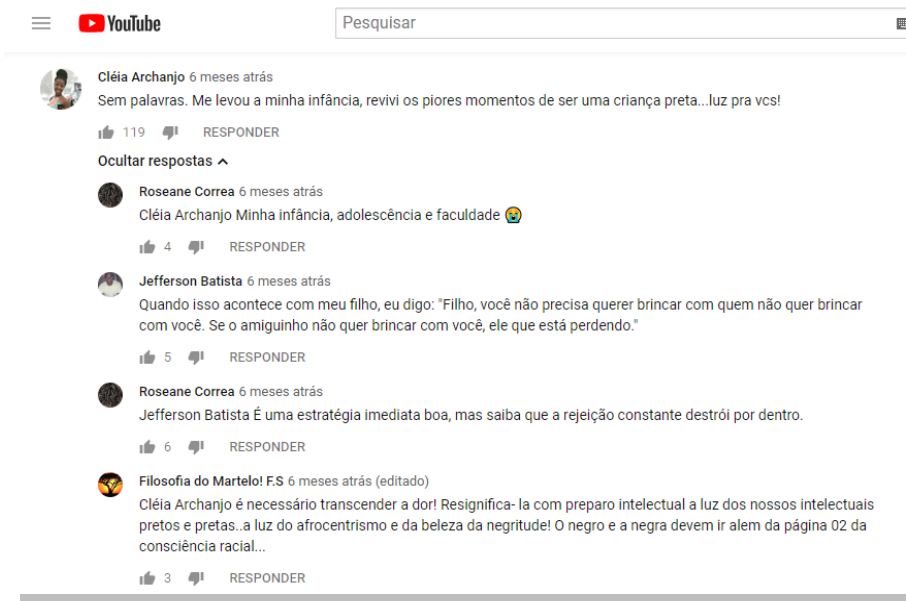 YouTube
Pesquisar
Cléia Archanjo 6 meses atrás
Sem palavras. Me levou a minha infância, revivi os piores momentos de ser uma criança preta...luz pra vcs!
119 RESPONDER
Ocultar respostas
Roseane Correa 6 meses atrás
Cléia Archanjo Minha infância, adolescência e faculdade 😭
4 RESPONDER
Jefferson Batista 6 meses atrás
Quando isso acontece com meu filho, eu digo: "Filho, você não precisa querer brincar com quem não quer brincar
com você. Se o amiguinho não quer brincar com você, ele que está perdendo."
5 RESPONDER
Roseane Correa 6 meses atrás
Jefferson Batista É uma estratégia imediata boa, mas saiba que a rejeição constante destrói por dentro.
6 RESPONDER
Filosofia do Martelo! F.S 6 meses atrás (editado)
Cléia Archanjo é necessário transcender a dor! Resignifica- la com preparo intelectual a luz dos nossos intelectuais
pretos e pretas..a luz do afrocentrismo e da beleza da negritude! O negro e a negra devem ir alem da página 02 da
consciência racial...
3 RESPONDER